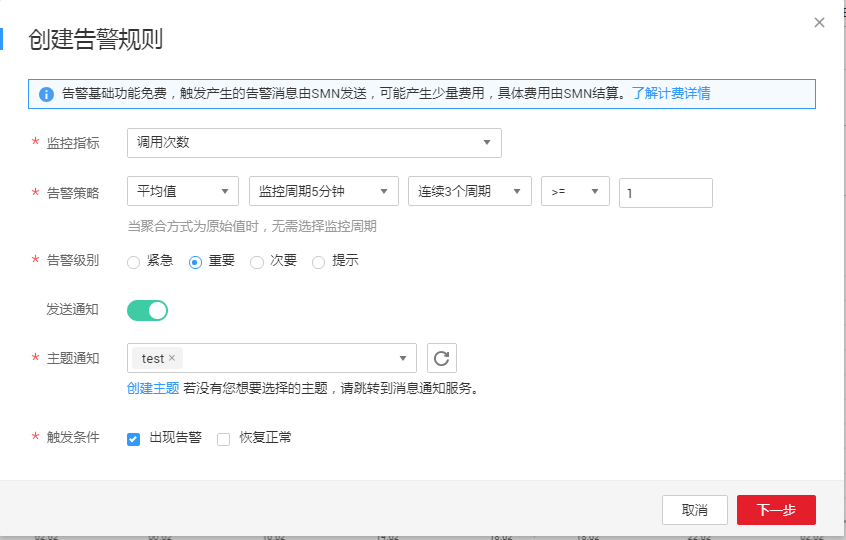 创建告警规则
告警基础功能免费，触发产生的告警消息由SMN发送，可能产生少量费用，具体费用由SMN结算。了解计费详情
* 监控指标 调用次数
* 告警策略 平均值 监控周期5分钟 连续3个周期 >= 1
当聚合方式为原始值时，无需选择监控周期
* 告警级别 紧急 重要 次要 提示
发送通知
* 主题通知 test ×
创建主题 若没有您想要选择的主题，请跳转到消息通知服务。
* 触发条件 出现告警 恢复正常
取消 下一步